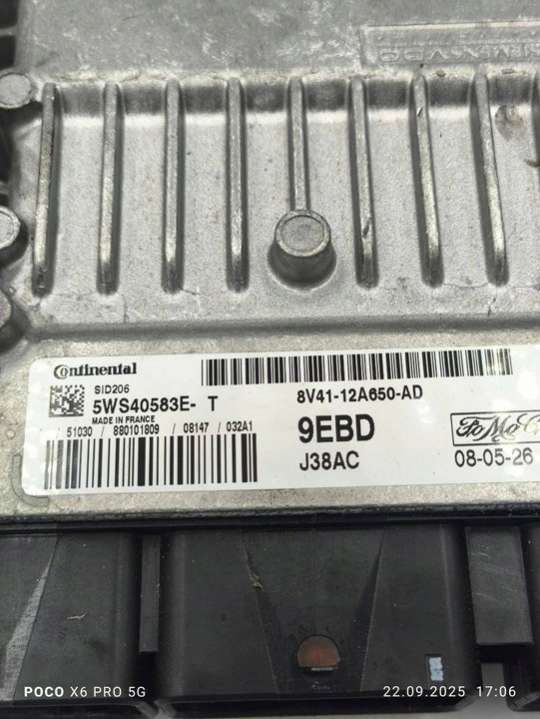 Continental
SID206
5WS40583E- T
MADE IN FRANCE
51030 / 880101809 / 08147 / 032A1
8V41-12A650-AD
9EBD
J38AC
08-05-26
POCO X6 PRO 5G
22.09.2025 17:06